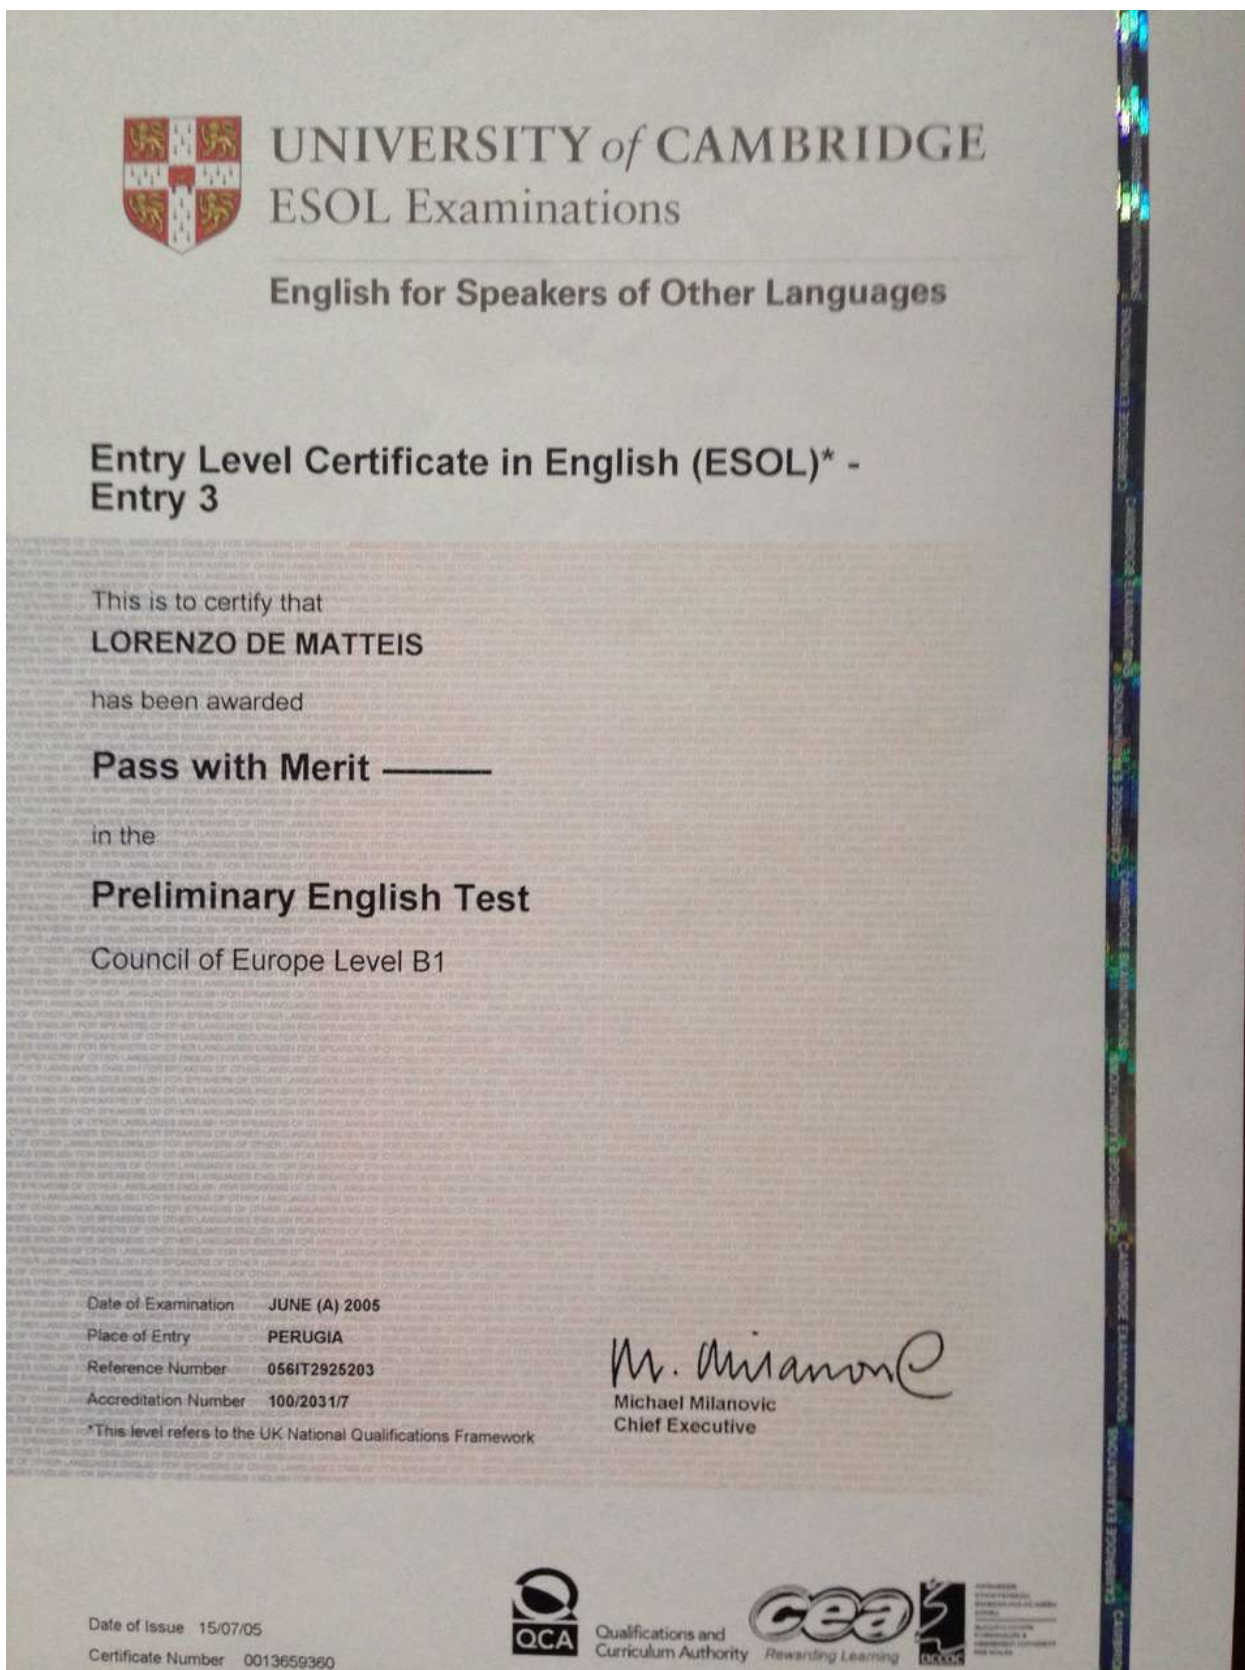 UNIVERSITY of CAMBRIDGE
ESOL Examinations
English for Speakers of Other Languages
Entry Level Certificate in English (ESOL)* -
Entry 3
This is to certify that
LORENZO DE MATTEIS
has been awarded
Pass with Merit
in the
Preliminary English Test
Council of Europe Level B1
Date of Examination JUNE (A) 2005
Place of Entry PERUGIA
Reference Number 056IT2925203
Accreditation Number 100/2031/7
*This level refers to the UK National Qualifications Framework
M. Milanovic
Michael Milanovic
Chief Executive
Date of Issue 15/07/05
Certificate Number 0013659360
QCA
Qualifications and
Curriculum Authority
cea
Rewarding Learning
CAMBRIDGE EXAMINATIONS